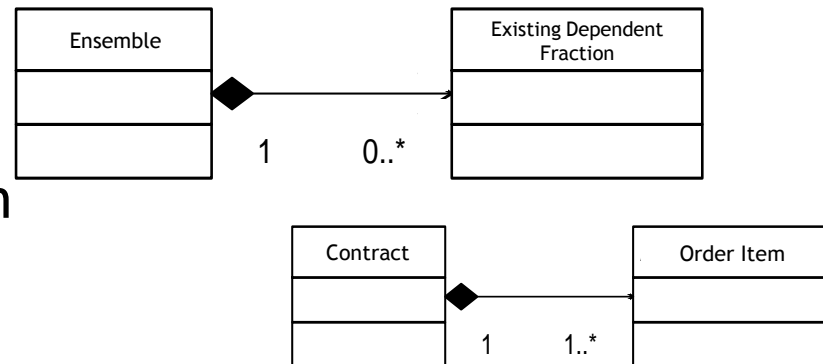 Ensemble
Existing Dependent
Fraction
1 0..*
n
Contract
Order Item
1 1..*